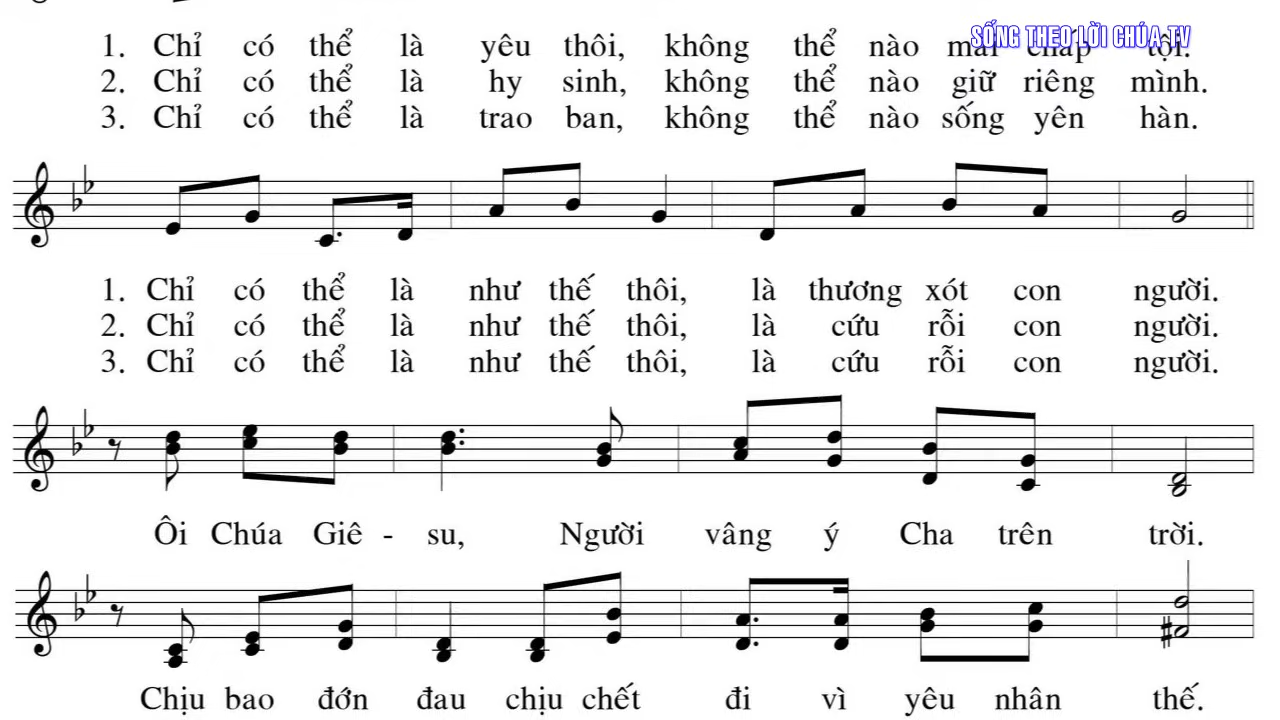 SỐNG THEO LỜI CHÚA TV
1. Chỉ có thể là yêu thôi, không thể nào mãi chấp tội.
2. Chỉ có thể là hy sinh, không thể nào giữ riêng mình.
3. Chỉ có thể là trao ban, không thể nào sống yên hàn.
1. Chỉ có thể là như thế thôi, là thương xót con người.
2. Chỉ có thể là như thế thôi, là cứu rỗi con người.
3. Chỉ có thể là như thế thôi, là cứu rỗi con người.
Ôi Chúa Giê - su, Người vâng ý Cha trên trời.
Chịu bao đớn đau chịu chết đi vì yêu nhân thế.